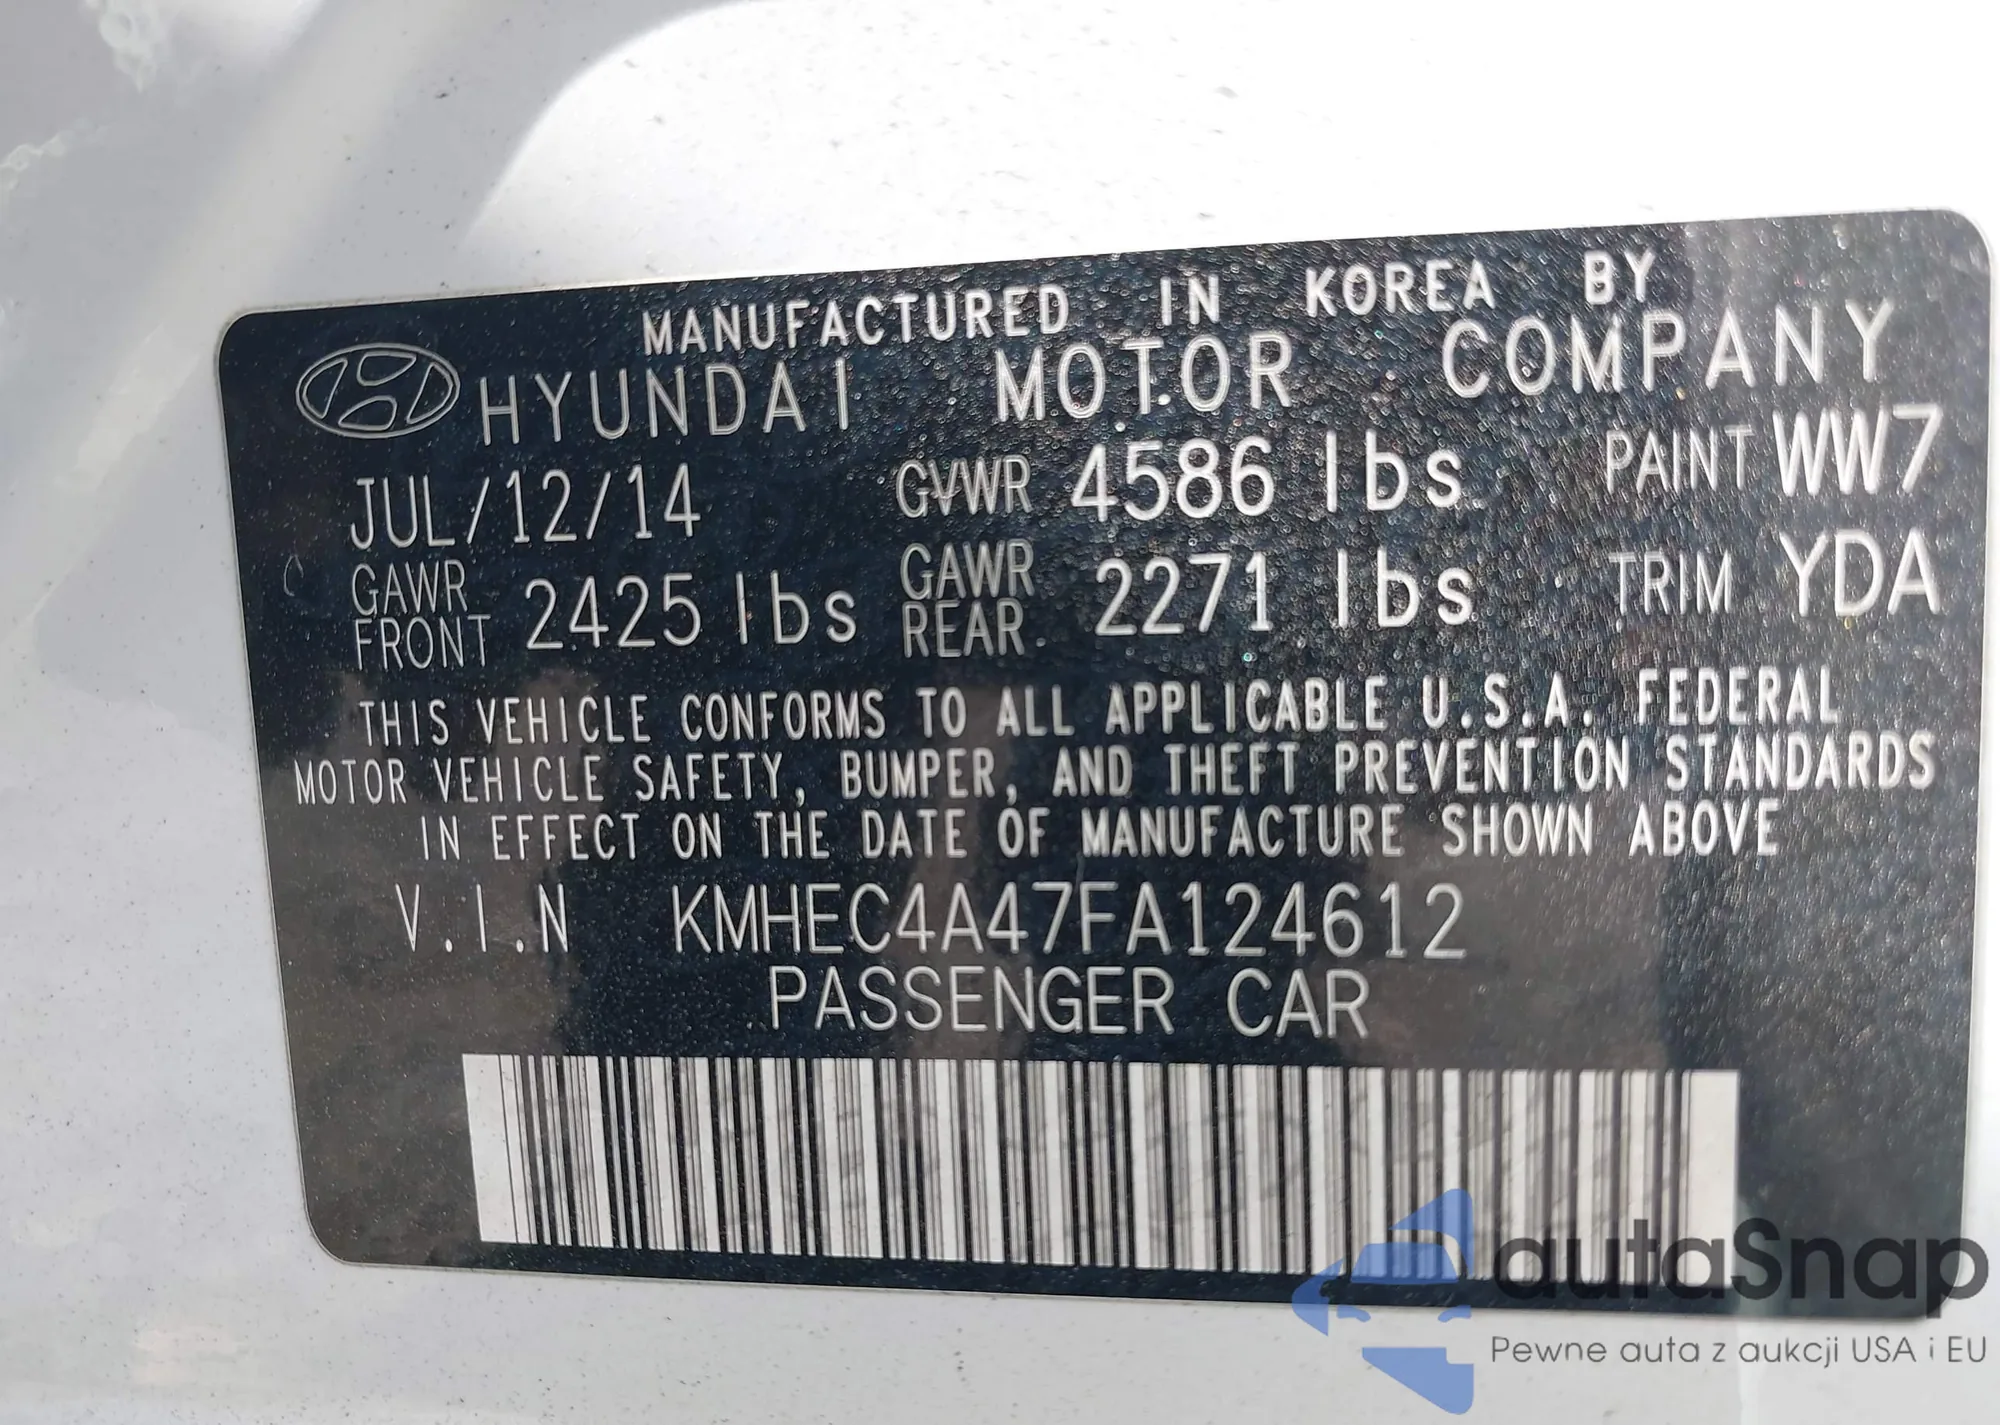 MANUFACTURED IN KOREA BY
HYUNDAI MOTOR COMPANY
JUL/12/14 GVWR 4586 lbs PAINT WW7
GAWR FRONT 2425 lbs GAWR REAR 2271 lbs TRIM YDA
THIS VEHICLE CONFORMS TO ALL APPLICABLE U.S.A. FEDERAL
MOTOR VEHICLE SAFETY, BUMPER, AND THEFT PREVENTION STANDARDS
IN EFFECT ON THE DATE OF MANUFACTURE SHOWN ABOVE
V.I.N KMHEC4A47FA124612
PASSENGER CAR
autaSnap
Pewne auta z aukcji USA i EU